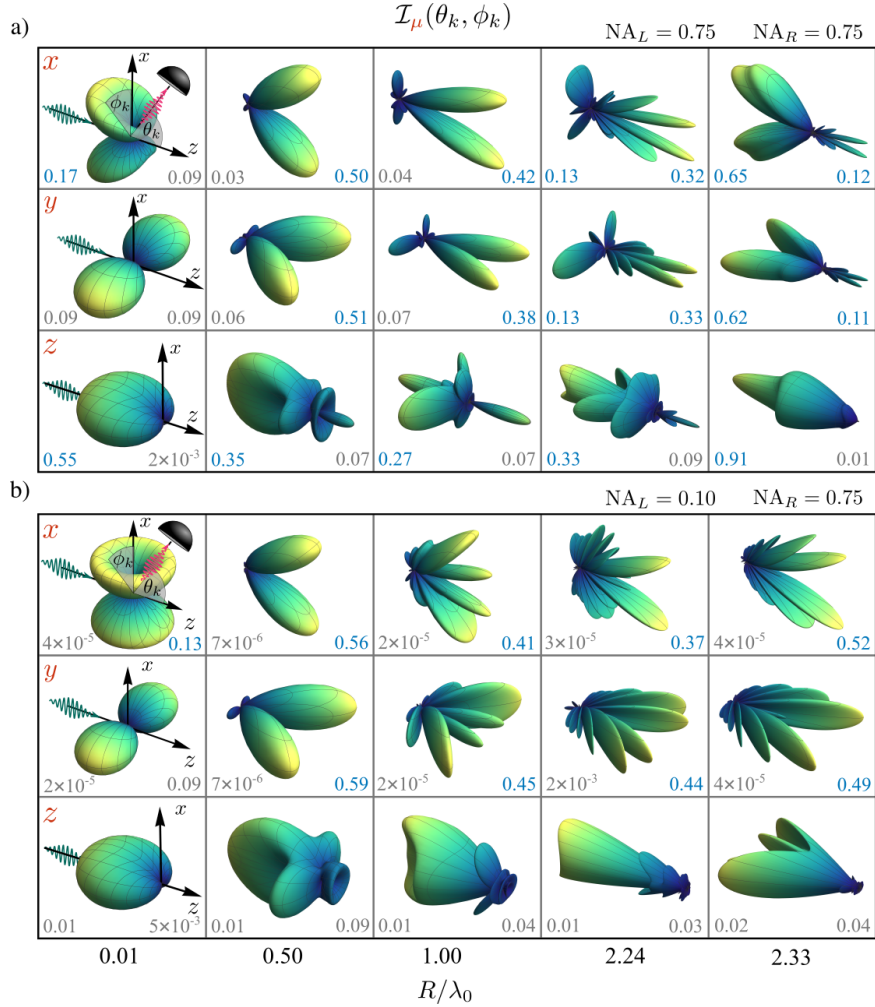 𝓘_μ(θ_k, ϕ_k)
a) NA_L = 0.75 NA_R = 0.75
x x ϕ_k θ_k z
0.17 0.09 0.03 0.50 0.04 0.42 0.13 0.32 0.65 0.12
y x z
0.09 0.09 0.06 0.51 0.07 0.38 0.13 0.33 0.62 0.11
z x z
0.55 2×10⁻³ 0.35 0.07 0.27 0.07 0.33 0.09 0.91 0.01
b) NA_L = 0.10 NA_R = 0.75
x x ϕ_k θ_k z
4×10⁻⁵ 0.13 7×10⁻⁶ 0.56 2×10⁻⁵ 0.41 3×10⁻⁵ 0.37 4×10⁻⁵ 0.52
y x z
2×10⁻⁵ 0.09 7×10⁻⁶ 0.59 2×10⁻⁵ 0.45 2×10⁻³ 0.44 4×10⁻⁵ 0.49
z x z
0.01 5×10⁻³ 0.01 0.09 0.01 0.04 0.01 0.03 0.02 0.04
0.01 0.50 1.00 2.24 2.33
R/λ₀